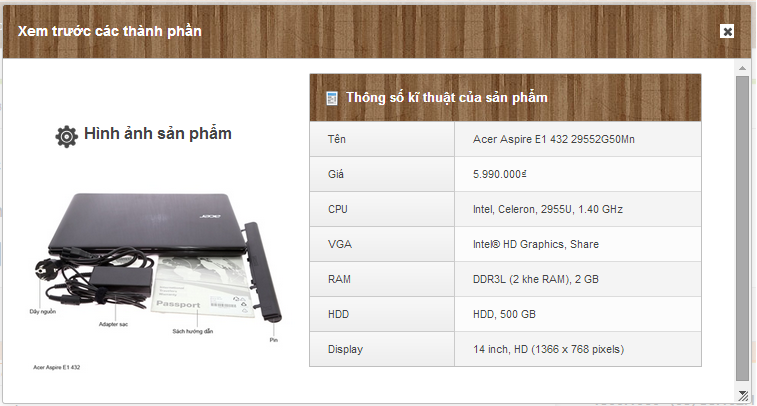 Xem trước các thành phần
Hình ảnh sản phẩm
acer
Passport
Dây nguồn
Adapter sac
Sách hướng dẫn
Pin
Acer Aspire E1 432
Thông số kĩ thuật của sản phẩm
Tên Acer Aspire E1 432 29552G50Mn
Giá 5.990.000₫
CPU Intel, Celeron, 2955U, 1.40 GHz
VGA Intel® HD Graphics, Share
RAM DDR3L (2 khe RAM), 2 GB
HDD HDD, 500 GB
Display 14 inch, HD (1366 x 768 pixels)